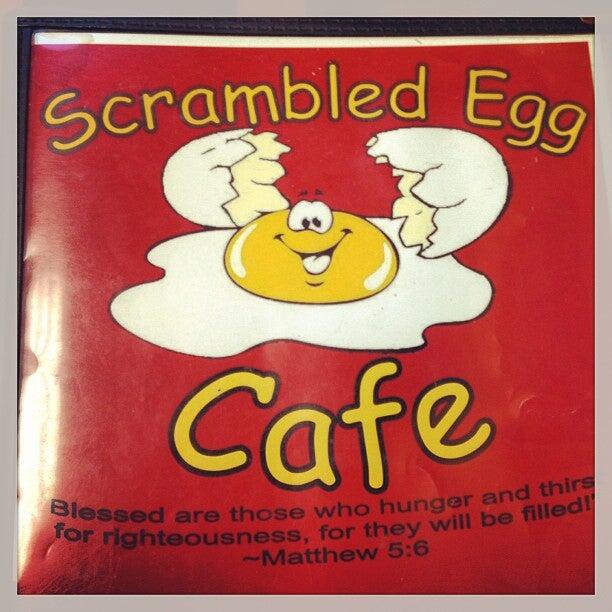 Scrambled Egg
Cafe
Blessed are those who hunger and thirs
for righteousness, for they will be filled!"
~Matthew 5:6